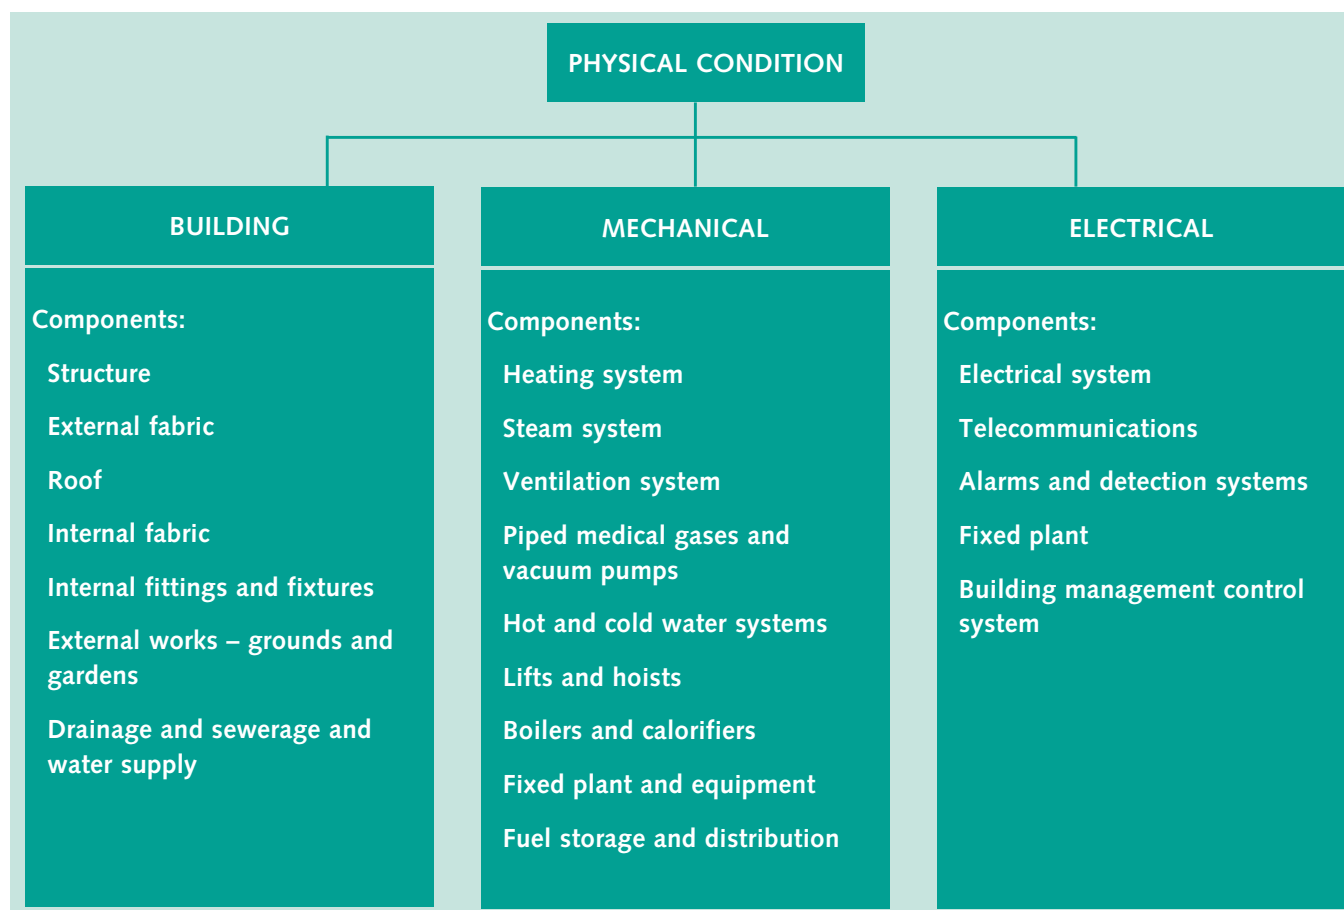 PHYSICAL CONDITION
BUILDING
Components:
Structure
External fabric
Roof
Internal fabric
Internal fittings and fixtures
External works – grounds and
gardens
Drainage and sewerage and
water supply
MECHANICAL
Components:
Heating system
Steam system
Ventilation system
Piped medical gases and
vacuum pumps
Hot and cold water systems
Lifts and hoists
Boilers and calorifiers
Fixed plant and equipment
Fuel storage and distribution
ELECTRICAL
Components:
Electrical system
Telecommunications
Alarms and detection systems
Fixed plant
Building management control
system